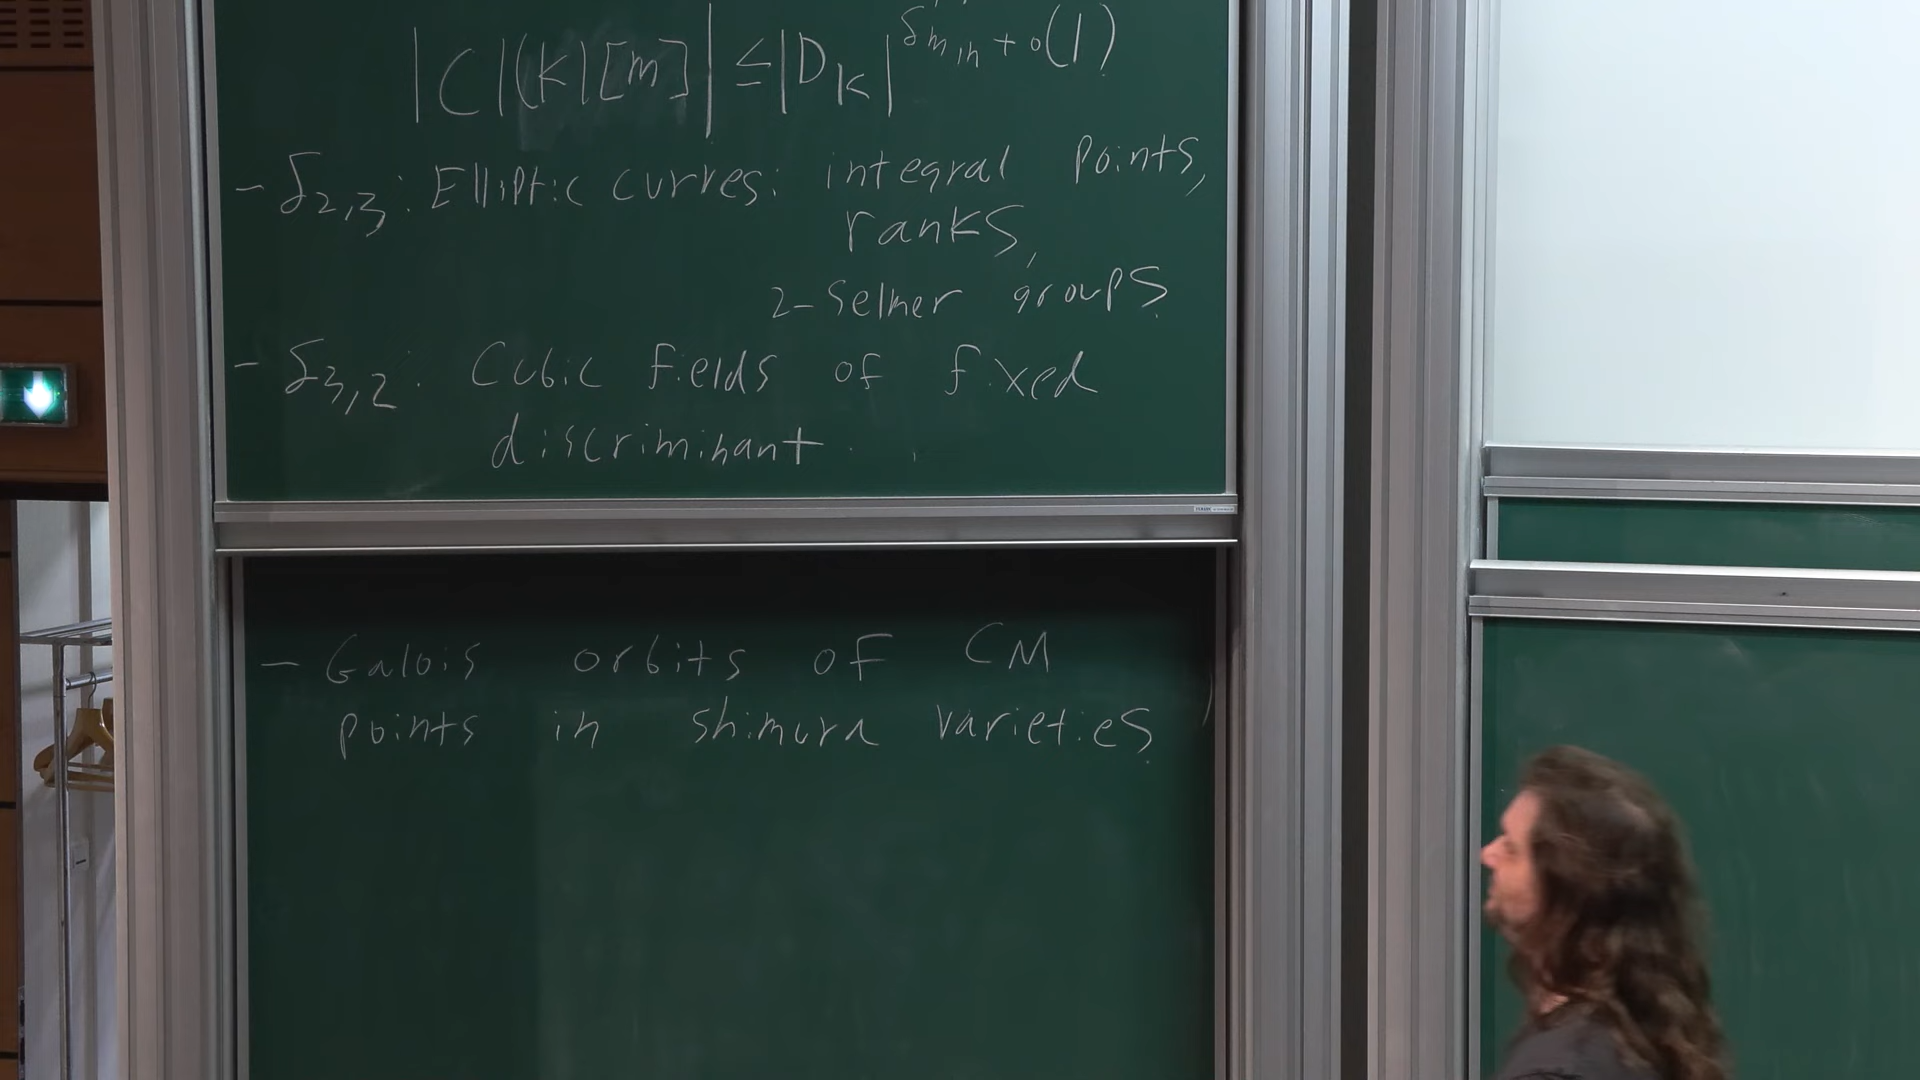 |Cl(k)[m]| ≤ |D_K|^{δ_{m,n} + o(1)}
- δ_{2,3}: Elliptic curves: integral points,
ranks,
2-Selmer groups.
- δ_{3,2}: Cubic fields of fixed
discriminant.
- Galois orbits of CM
points in shimura varieties.